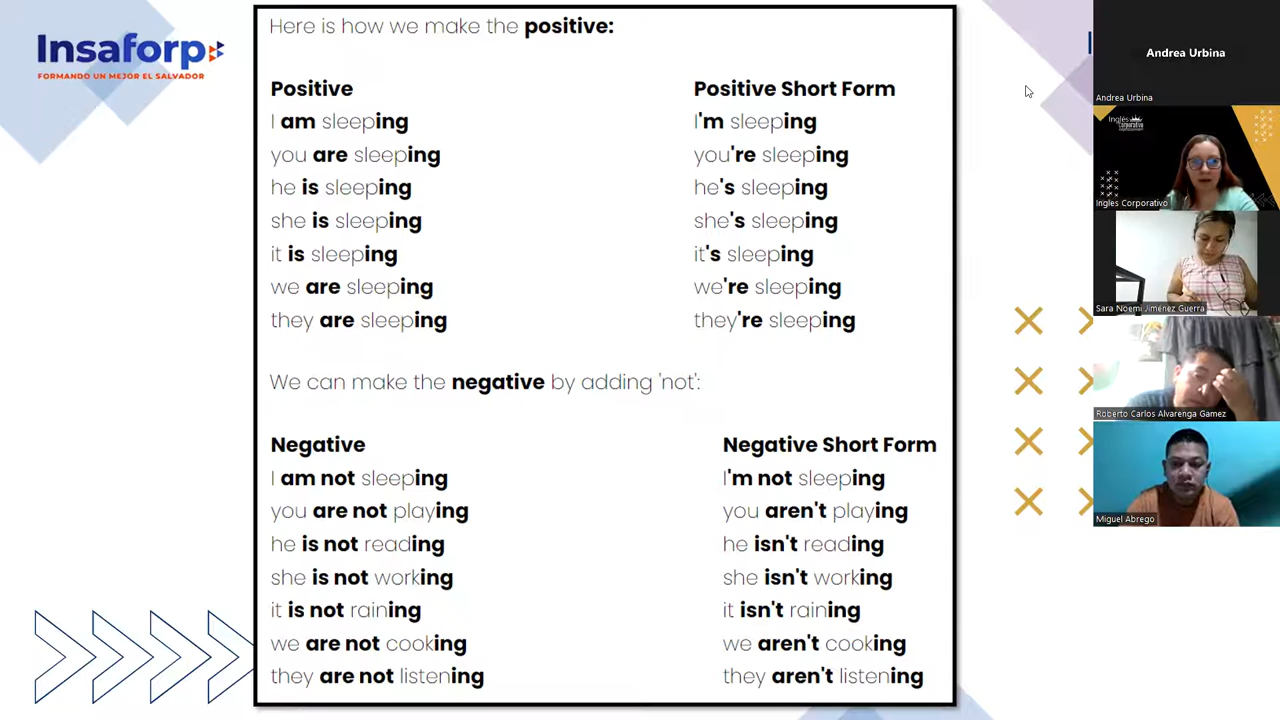 Insaforp
FORMANDO UN MEJOR EL SALVADOR
Here is how we make the positive:
Positive
I am sleeping
you are sleeping
he is sleeping
she is sleeping
it is sleeping
we are sleeping
they are sleeping
Positive Short Form
I'm sleeping
you're sleeping
he's sleeping
she's sleeping
it's sleeping
we're sleeping
they're sleeping
We can make the negative by adding 'not':
Negative
I am not sleeping
you are not playing
he is not reading
she is not working
it is not raining
we are not cooking
they are not listening
Negative Short Form
I'm not sleeping
you aren't playing
he isn't reading
she isn't working
it isn't raining
we aren't cooking
they aren't listening
Andrea Urbina
Andrea Urbina
Inglés
Corporativo
Ingles Corporativo
Sara Noemi Jiménez Guerra
Roberto Carlos Alvarenga Gamez
Miguel Abrego